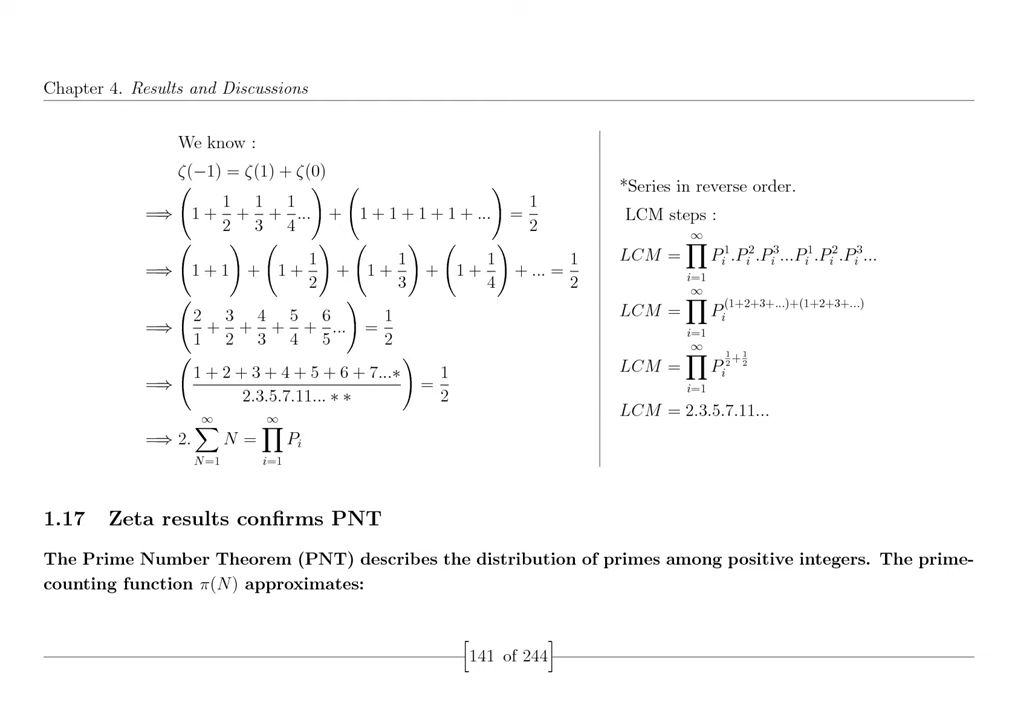 Chapter 4. Results and Discussions
We know :
ζ(−1) = ζ(1) + ζ(0)
⟹ (1 + 1/2 + 1/3 + 1/4...) + (1 + 1 + 1 + 1 + ...) = 1/2
⟹ (1 + 1) + (1 + 1/2) + (1 + 1/3) + (1 + 1/4) + ... = 1/2
⟹ (2/1 + 3/2 + 4/3 + 5/4 + 6/5...) = 1/2
⟹ (1 + 2 + 3 + 4 + 5 + 6 + 7...∗ / 2.3.5.7.11... ∗ ∗) = 1/2
⟹ 2. ∑_{N=1}^{∞} N = ∏_{i=1}^{∞} P_i
*Series in reverse order.
LCM steps :
LCM = ∏_{i=1}^{∞} P_i^1.P_i^2.P_i^3...P_i^1.P_i^2.P_i^3...
LCM = ∏_{i=1}^{∞} P_i^{(1+2+3+...)+(1+2+3+...)}
LCM = ∏_{i=1}^{∞} P_i^{1/2+1/2}
LCM = 2.3.5.7.11...
1.17 Zeta results confirms PNT
The Prime Number Theorem (PNT) describes the distribution of primes among positive integers. The prime-
counting function π(N) approximates:
[141 of 244]